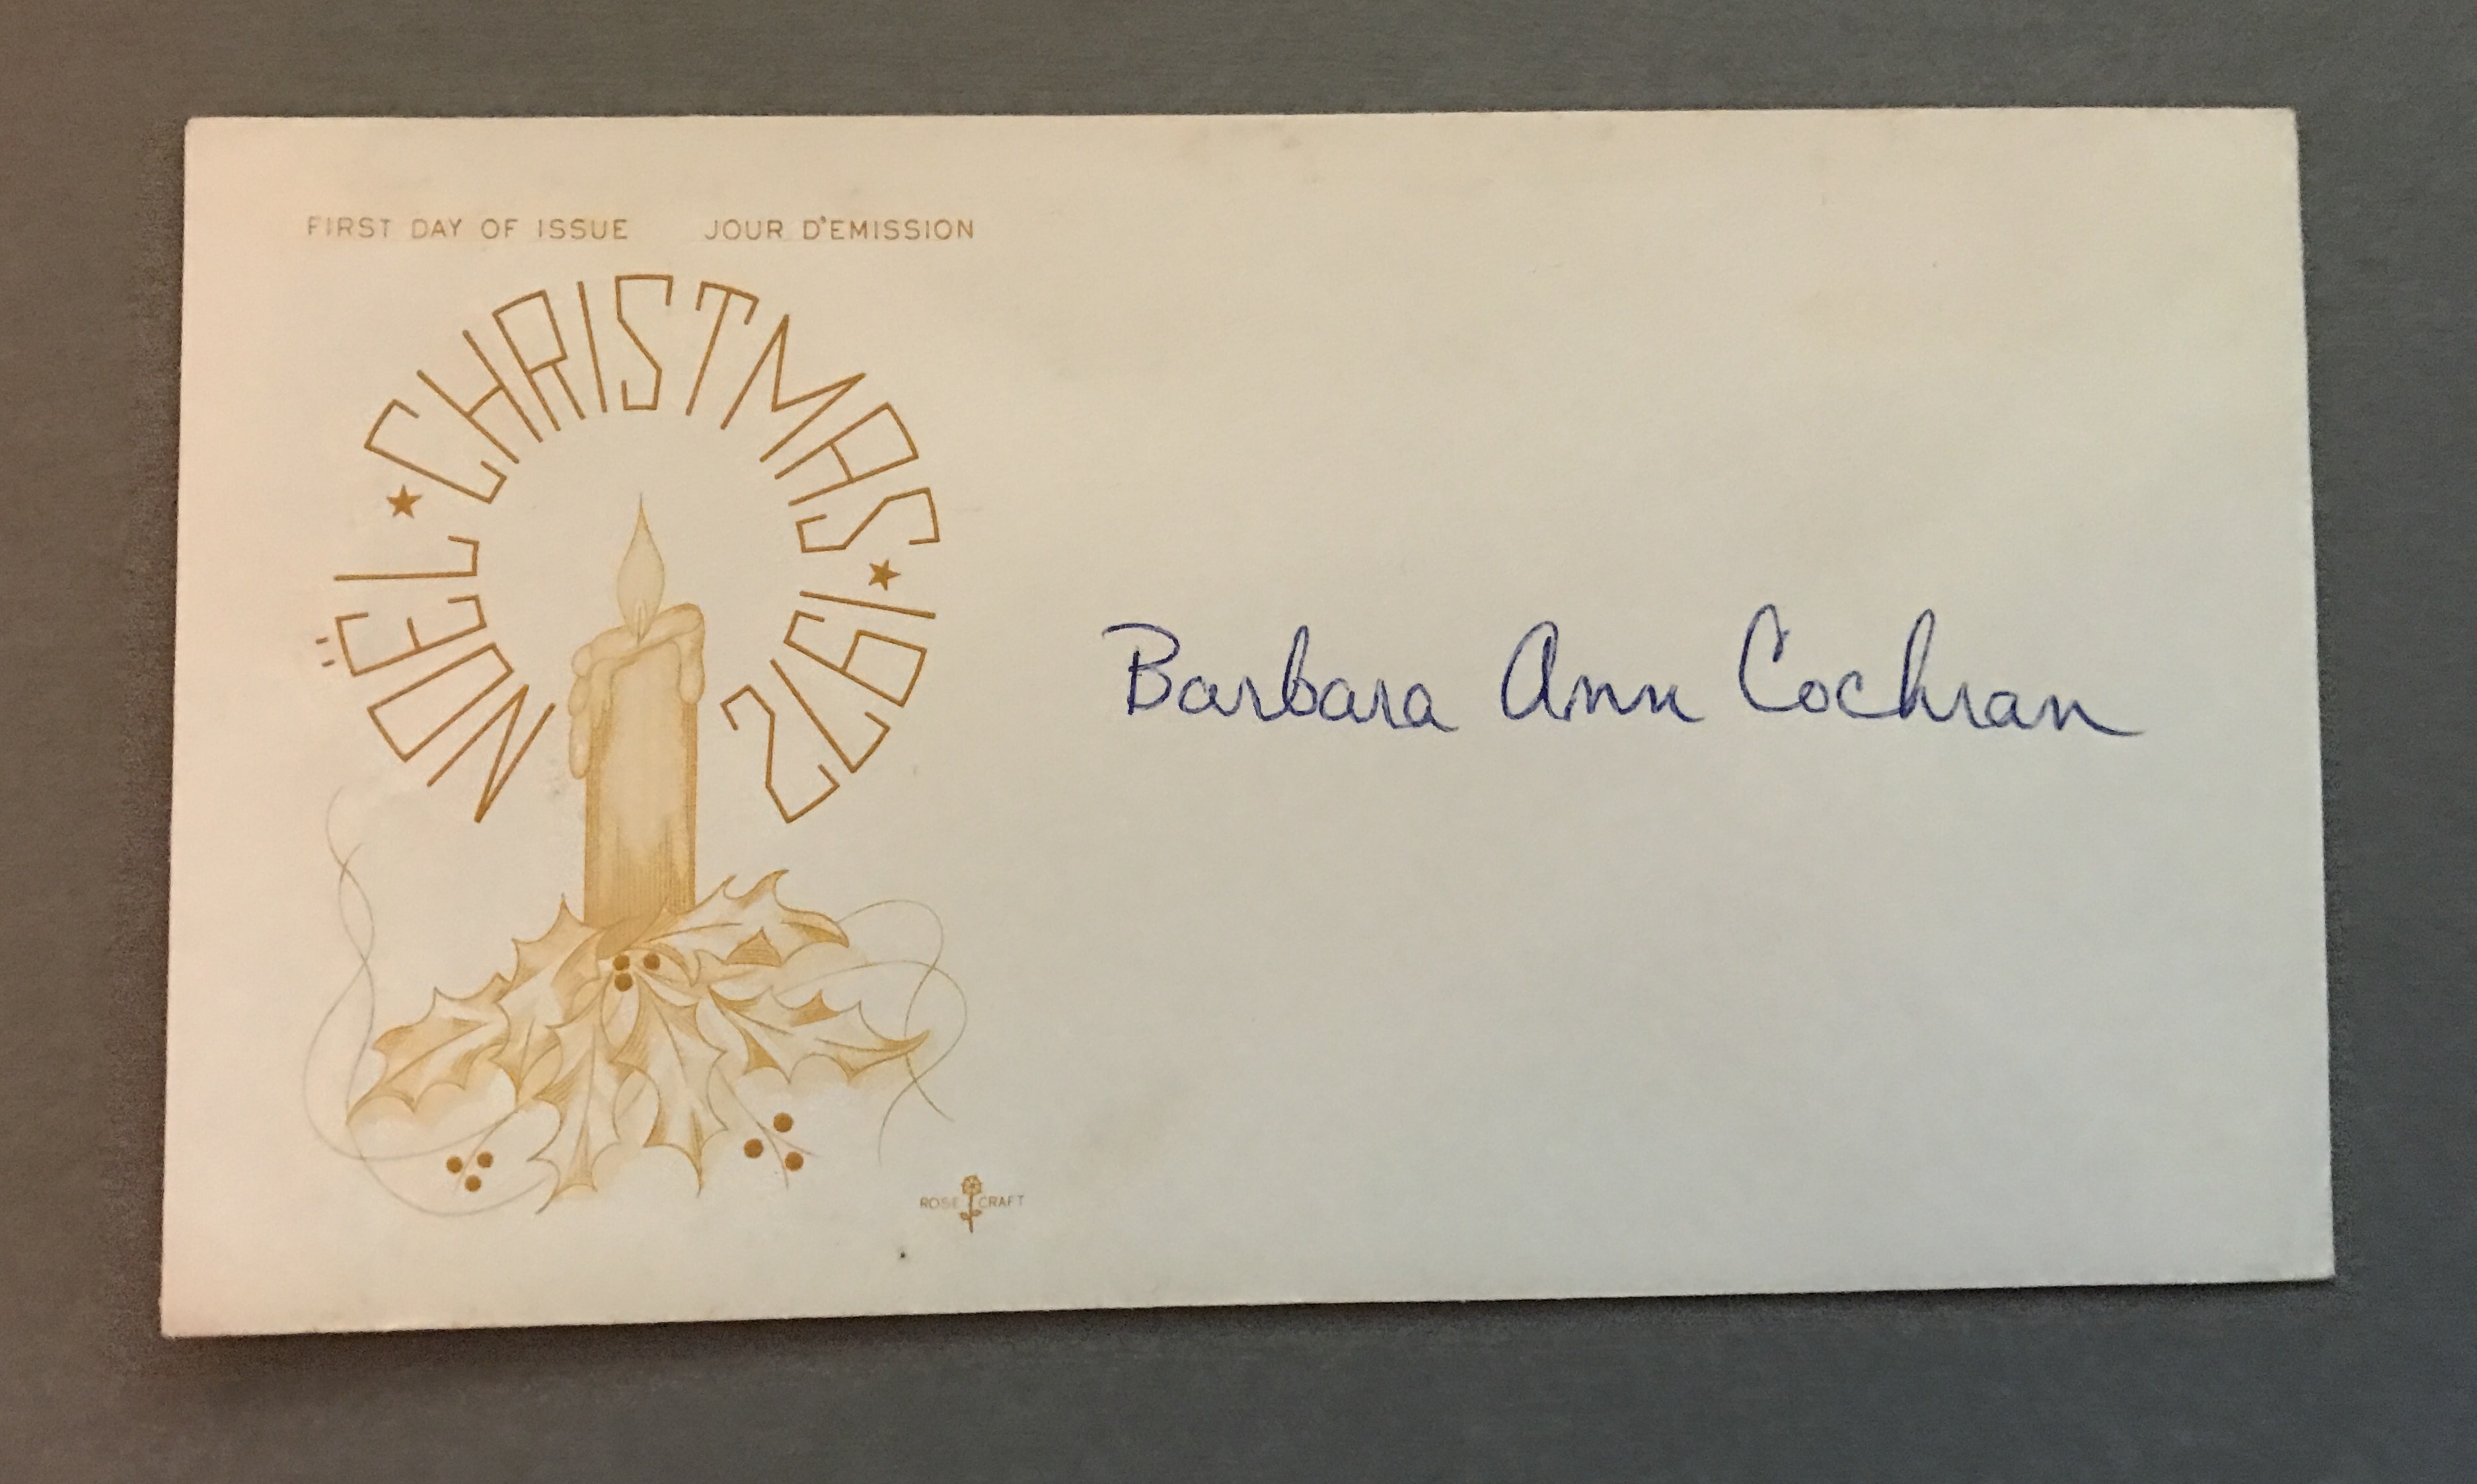 FIRST DAY OF ISSUE JOUR D'EMISSION
NOËL ★ CHRISTMAS ★ 1972
Barbara Ann Cochran
ROSE CRAFT